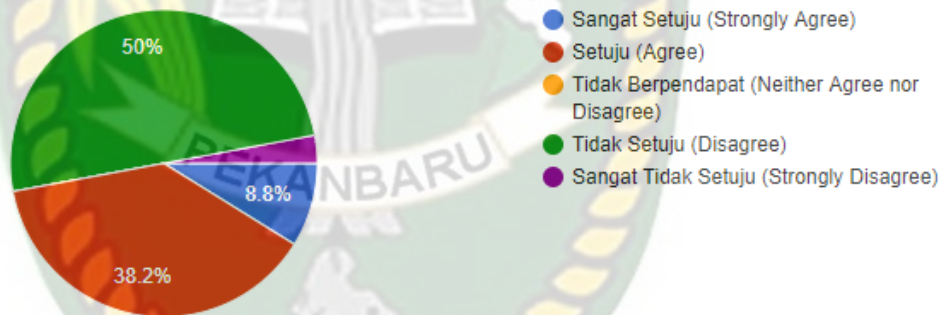 50%
8.8%
38.2%
Sangat Setuju (Strongly Agree)
Setuju (Agree)
Tidak Berpendapat (Neither Agree nor
Disagree)
Tidak Setuju (Disagree)
Sangat Tidak Setuju (Strongly Disagree)
PEKANBARU